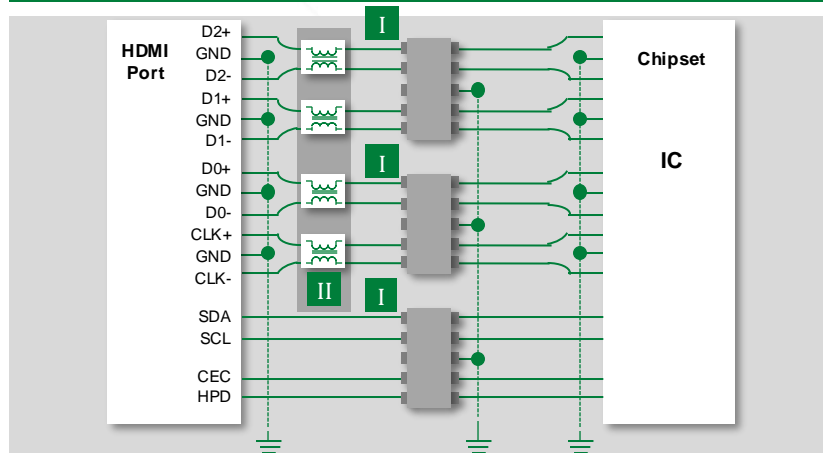 HDMI
Port
D2+
GND
D2-
D1+
GND
D1-
D0+
GND
D0-
CLK+
GND
CLK-
SDA
SCL
CEC
HPD
I
I
II
I
Chipset
IC